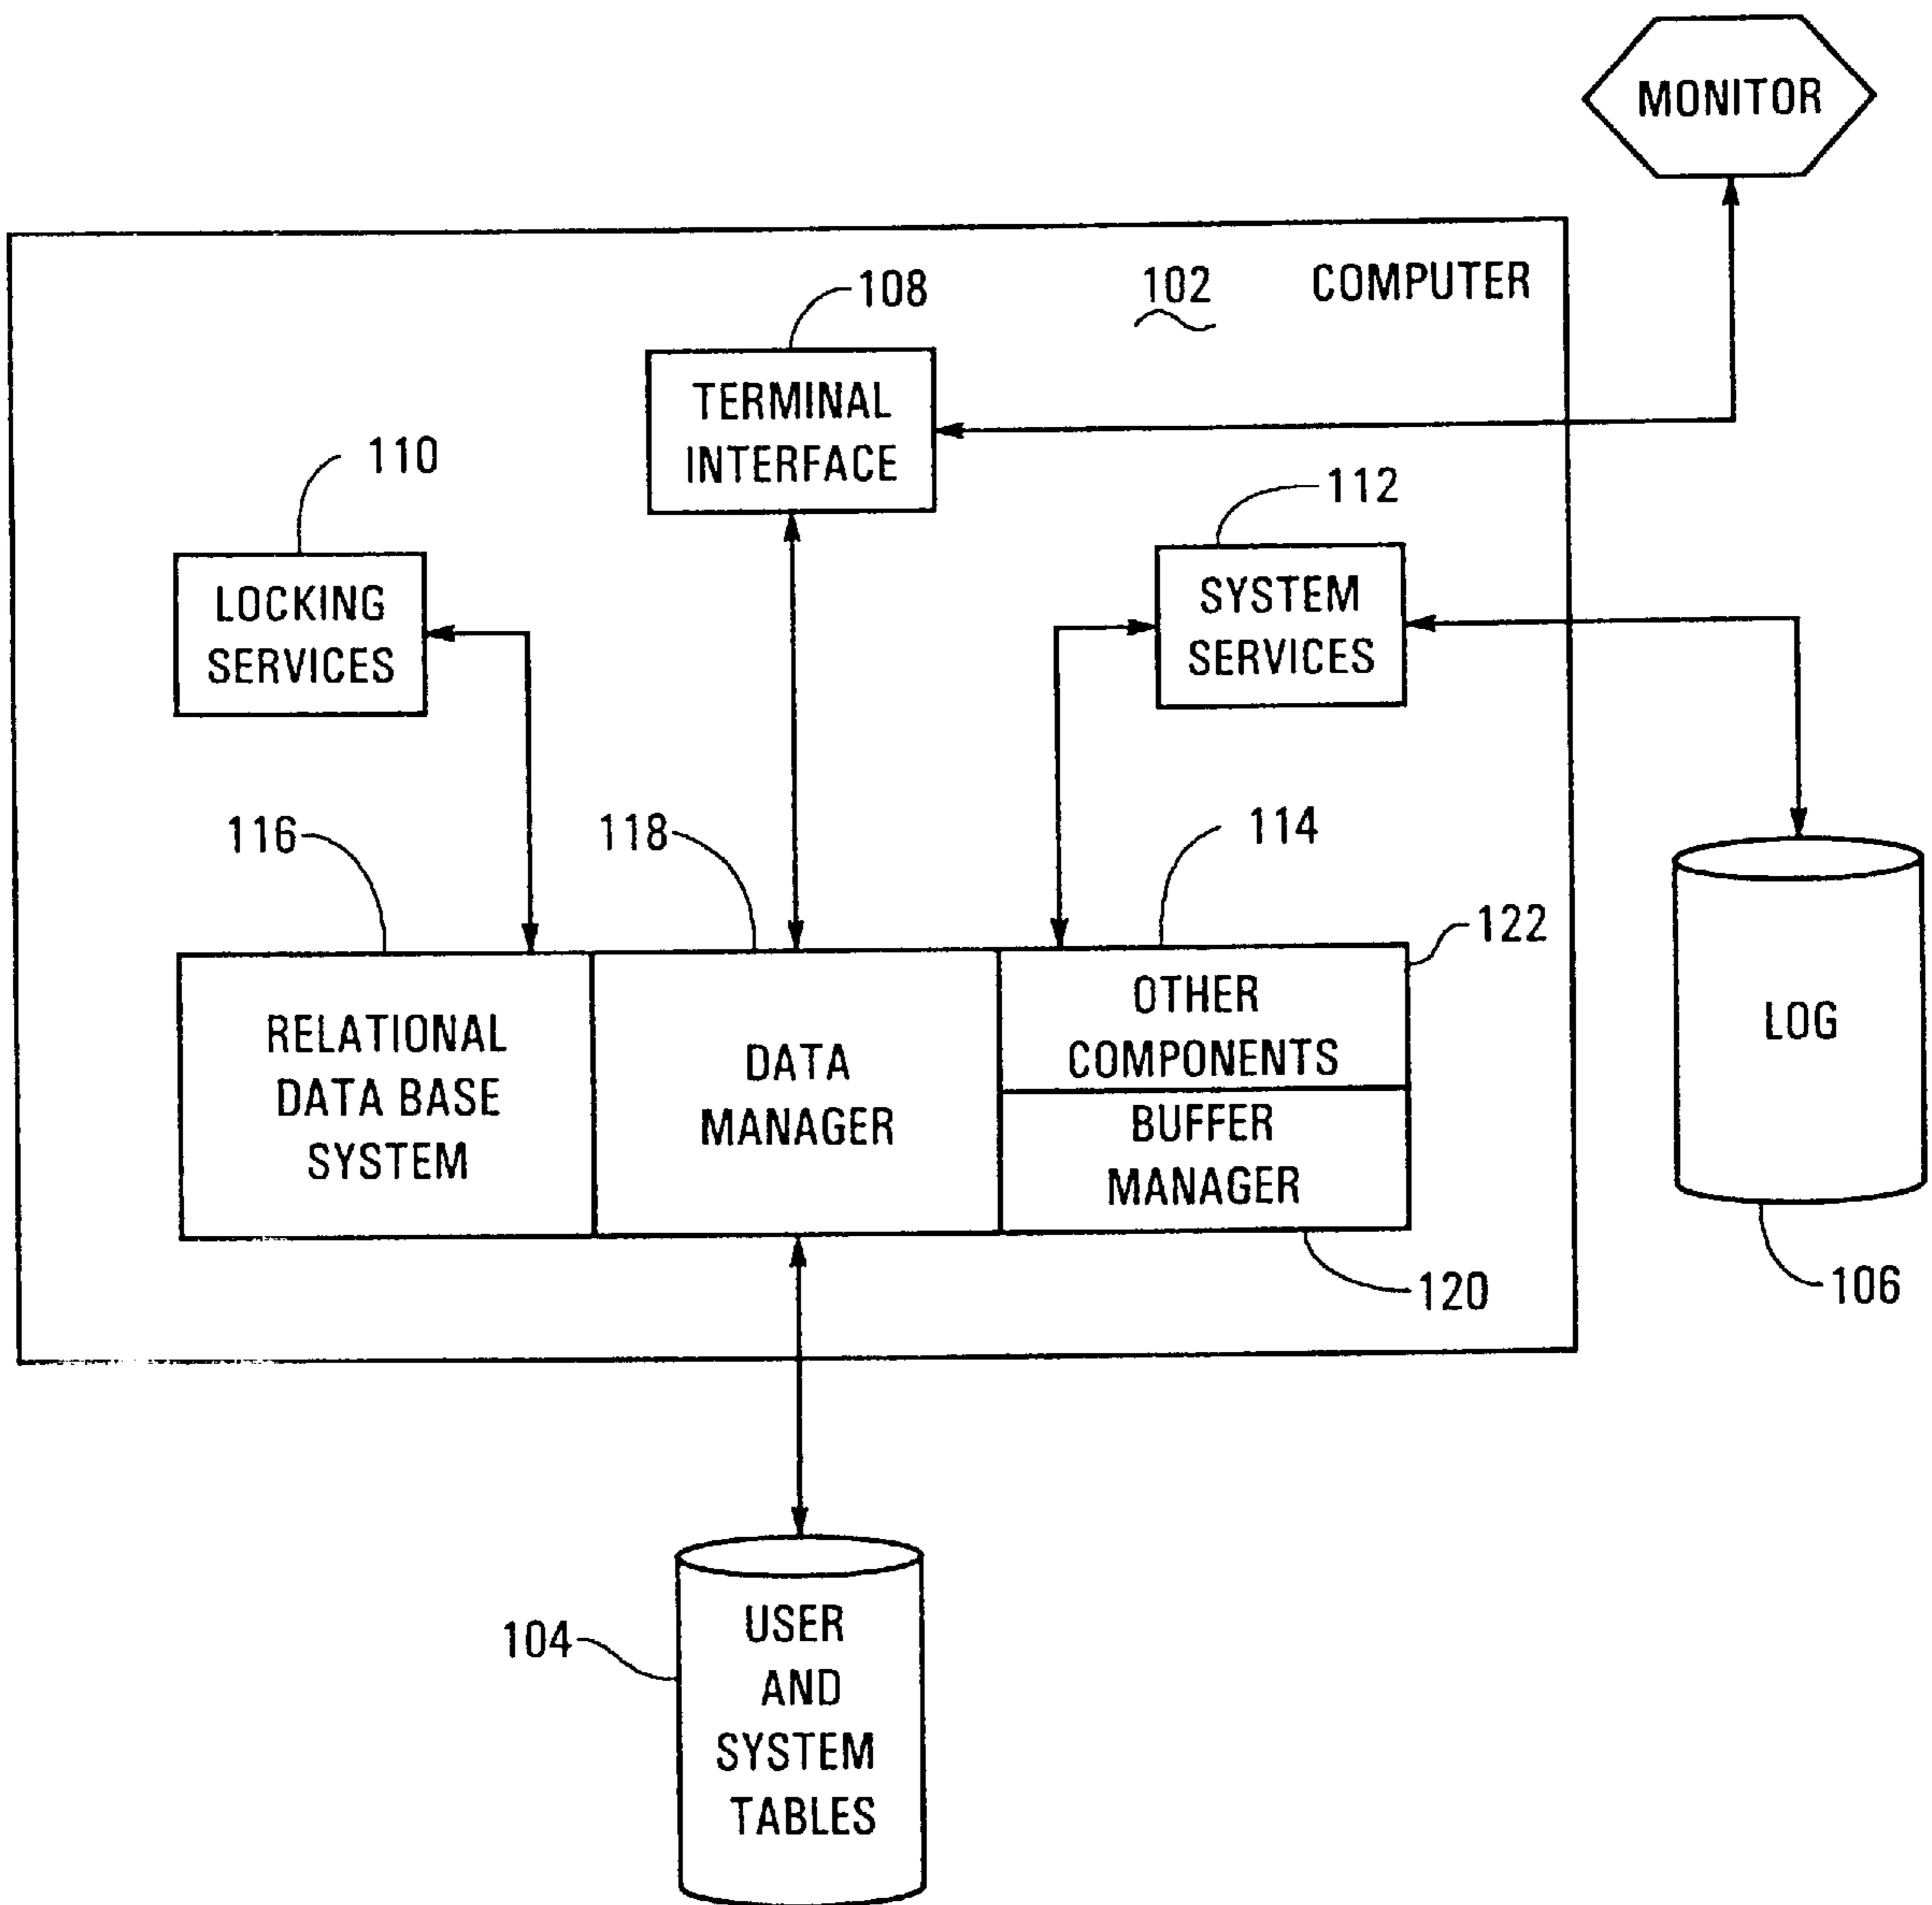 MONITOR
COMPUTER
102
108
TERMINAL
INTERFACE
110
112
LOCKING
SERVICES
SYSTEM
SERVICES
116
118
114
122
RELATIONAL
DATA BASE
SYSTEM
DATA
MANAGER
OTHER
COMPONENTS
BUFFER
MANAGER
LOG
120
106
104
USER
AND
SYSTEM
TABLES